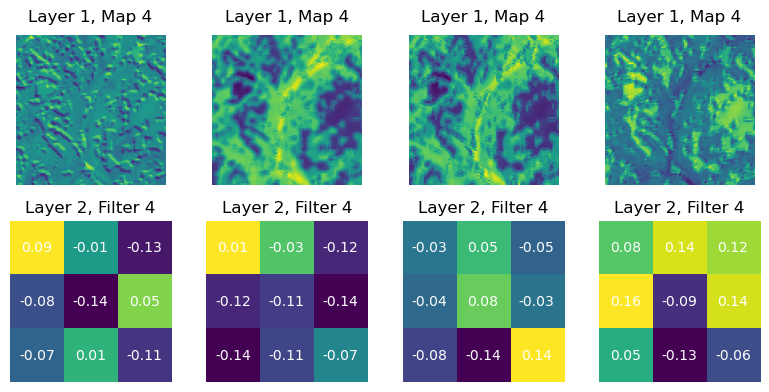 Layer 1, Map 4 Layer 1, Map 4 Layer 1, Map 4 Layer 1, Map 4
Layer 2, Filter 4 Layer 2, Filter 4 Layer 2, Filter 4 Layer 2, Filter 4
0.09 -0.01 -0.13 0.01 -0.03 -0.12 -0.03 0.05 -0.05 0.08 0.14 0.12
-0.08 -0.14 0.05 -0.12 -0.11 -0.14 -0.04 0.08 -0.03 0.16 -0.09 0.14
-0.07 0.01 -0.11 -0.14 -0.11 -0.07 -0.08 -0.14 0.14 0.05 -0.13 -0.06